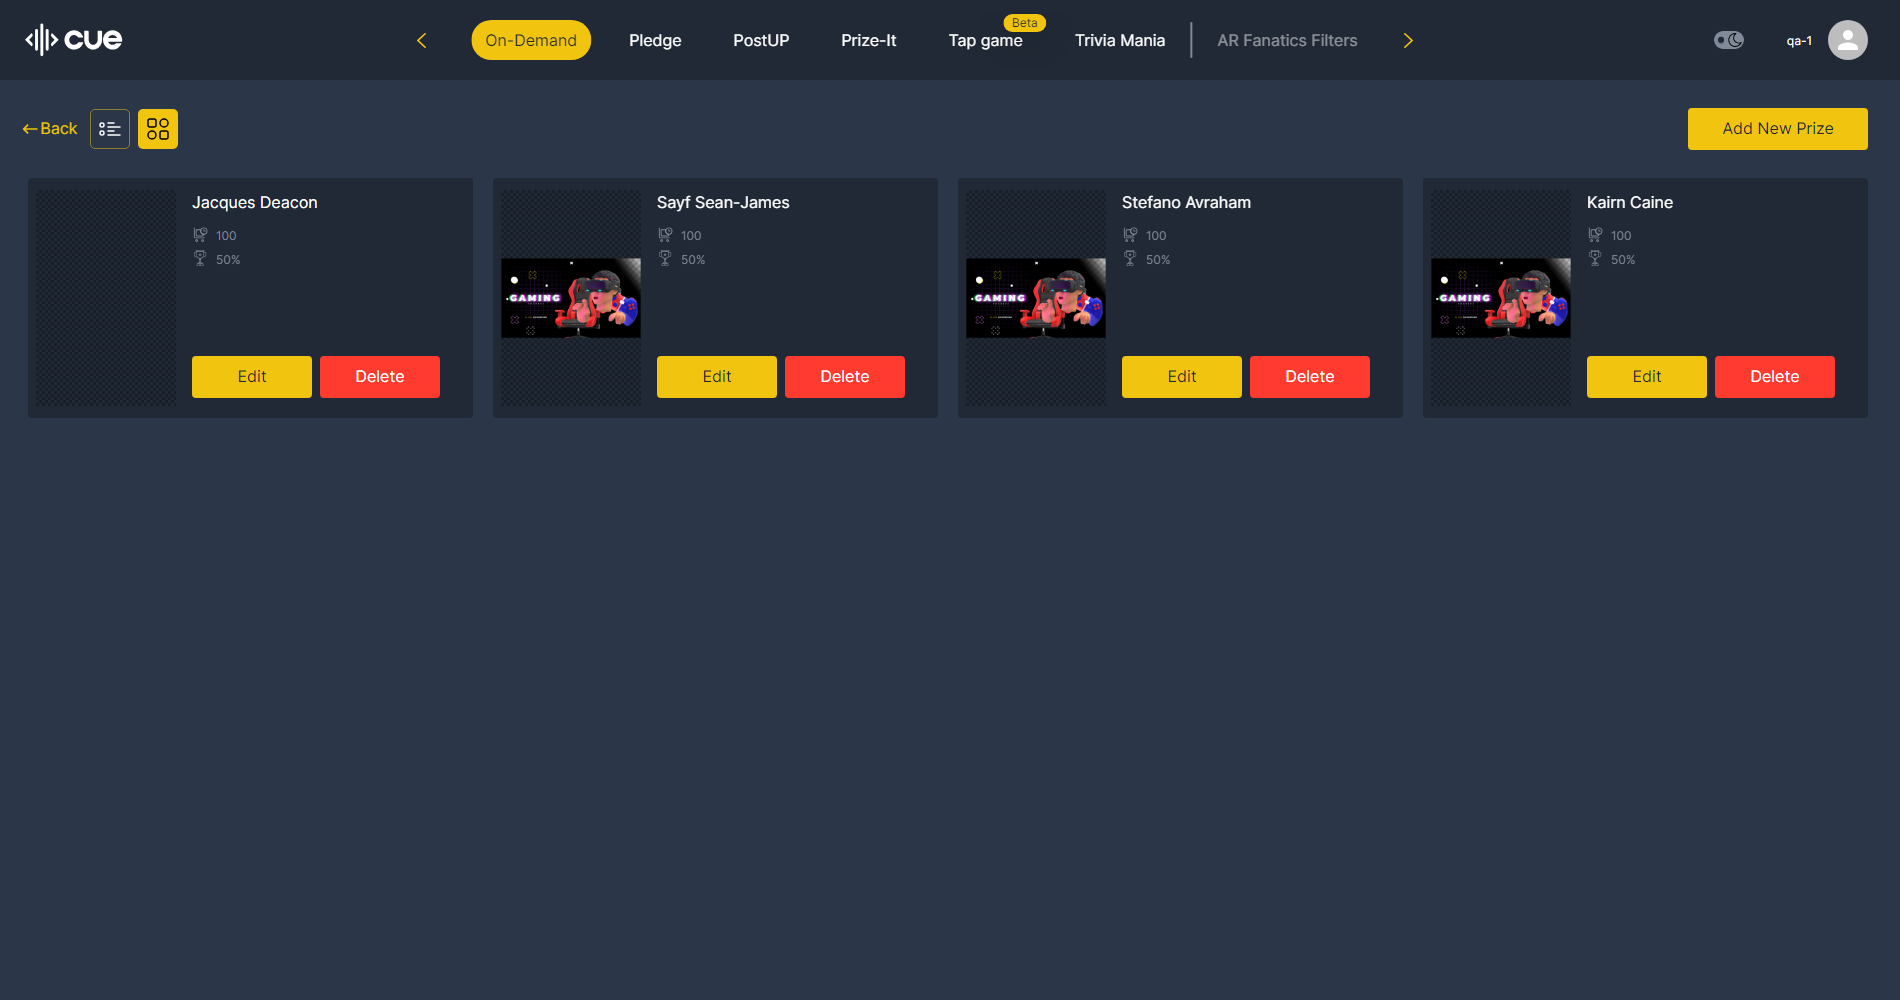 cue
On-Demand
Pledge
PostUP
Prize-It
Tap game
Beta
Trivia Mania
AR Fanatics Filters
qa-1
Back
Add New Prize
Jacques Deacon
100
50%
Edit
Delete
Sayf Sean-James
100
50%
GAMING
Edit
Delete
Stefano Avraham
100
50%
GAMING
Edit
Delete
Kairn Caine
100
50%
GAMING
Edit
Delete